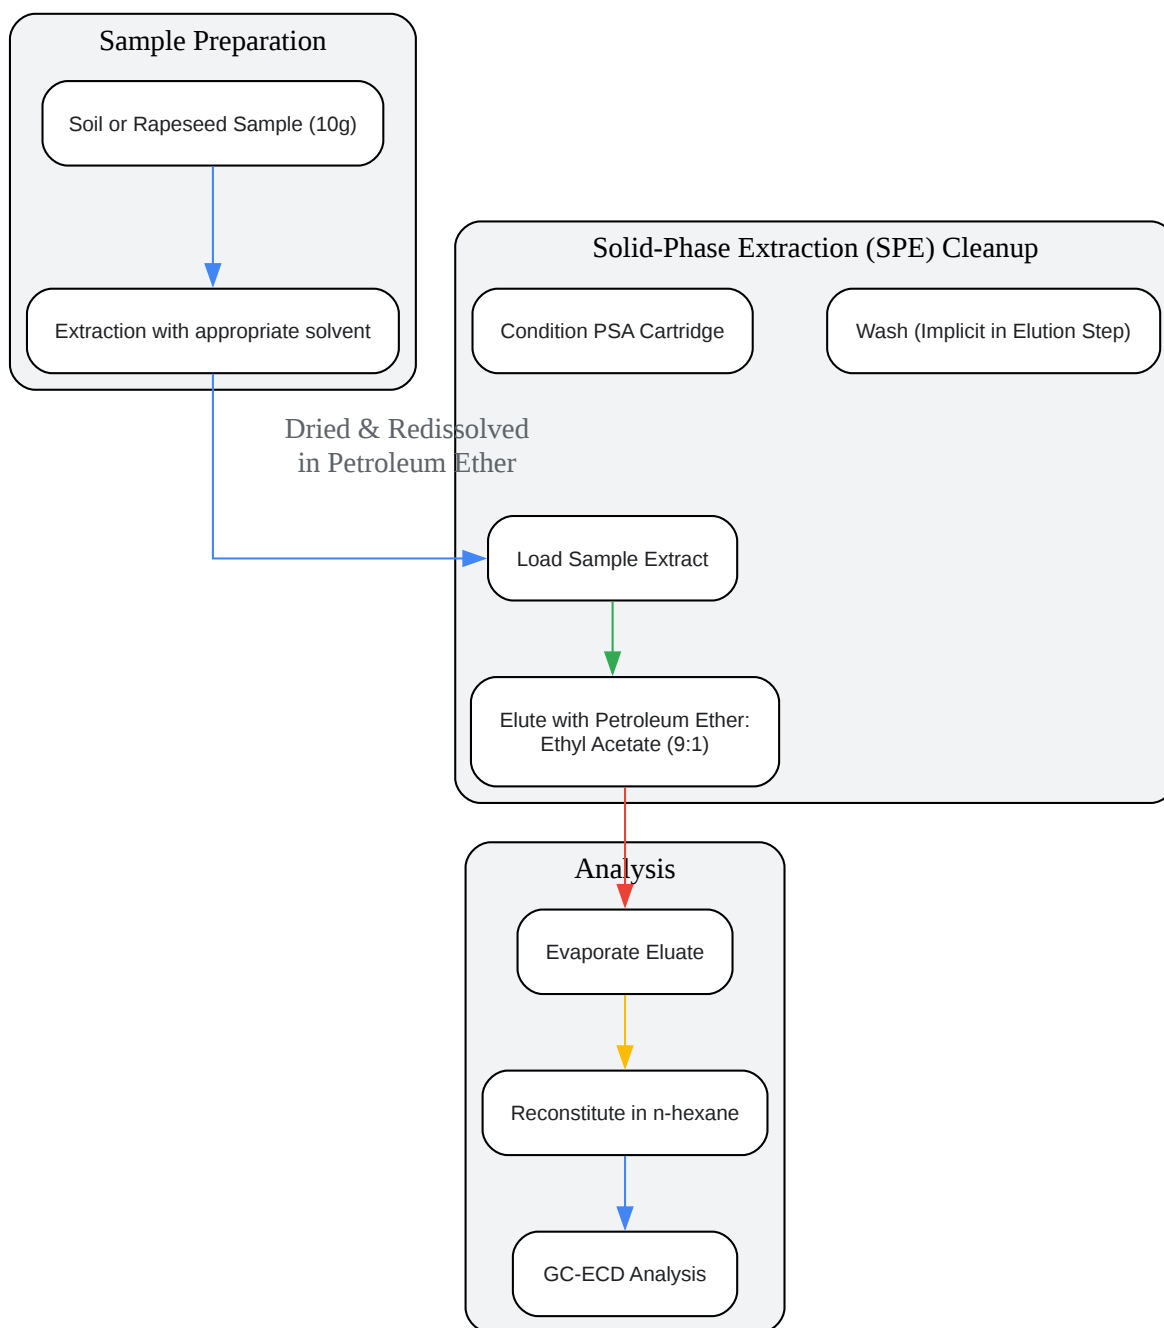 Sample Preparation
Soil or Rapeseed Sample (10g)
Extraction with appropriate solvent
Dried & Redissolved
in Petroleum Ether
Solid-Phase Extraction (SPE) Cleanup
Condition PSA Cartridge
Wash (Implicit in Elution Step)
Load Sample Extract
Elute with Petroleum Ether:
Ethyl Acetate (9:1)
Analysis
Evaporate Eluate
Reconstitute in n-hexane
GC-ECD Analysis